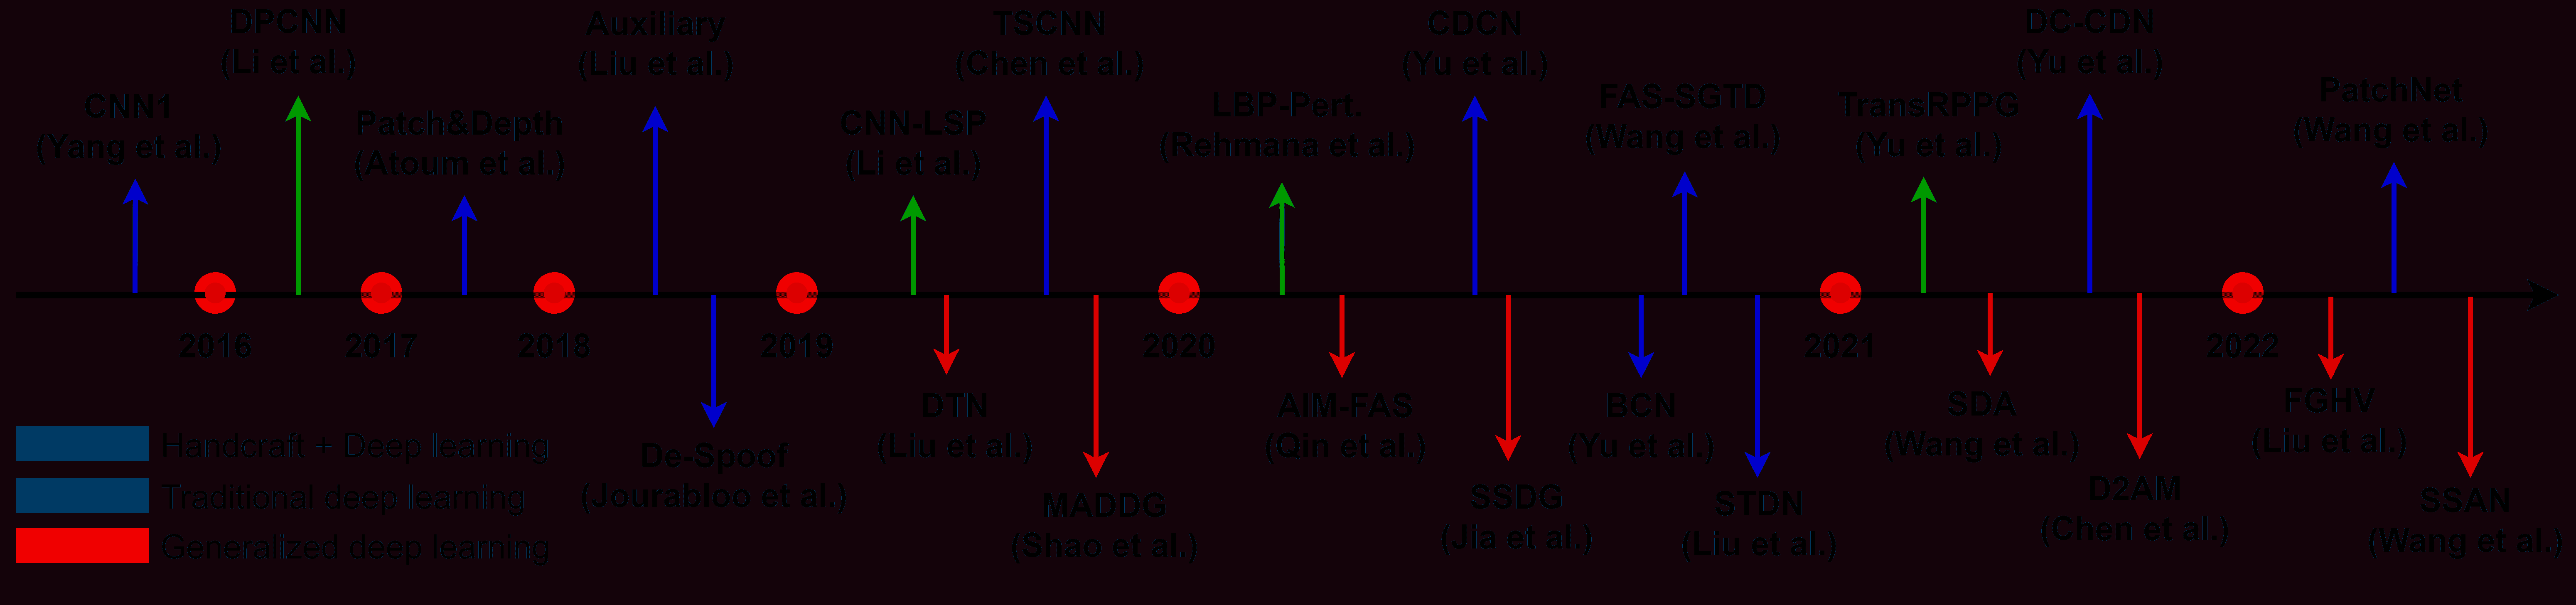 DPCNN
(Li et al.)
Auxiliary
(Liu et al.)
TSCNN
(Chen et al.)
CDCN
(Yu et al.)
DC-CDN
(Yu et al.)
CNN1
(Yang et al.)
Patch&Depth
(Atoum et al.)
CNN-LSP
(Li et al.)
LBP-Pert.
(Rehmana et al.)
FAS-SGTD
(Wang et al.)
TransRPPG
(Yu et al.)
PatchNet
(Wang et al.)
2016
2017
2018
2019
2020
2021
2022
DTN
(Liu et al.)
AIM-FAS
(Qin et al.)
BCN
(Yu et al.)
SDA
(Wang et al.)
FGHV
(Liu et al.)
De-Spoof
(Jourabloo et al.)
MADDG
(Shao et al.)
SSDG
(Jia et al.)
STDN
(Liu et al.)
D2AM
(Chen et al.)
SSAN
(Wang et al.)
Handcraft + Deep learning
Traditional deep learning
Generalized deep learning